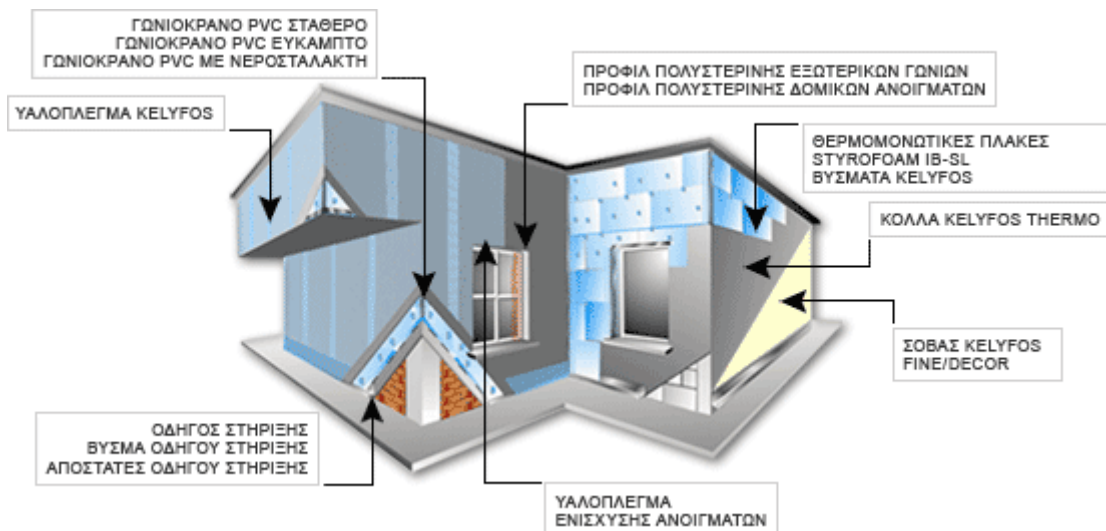 ΓΩΝΙΟΚΡΑΝΟ PVC ΣΤΑΘΕΡΟ
ΓΩΝΙΟΚΡΑΝΟ PVC ΕΥΚΑΜΠΤΟ
ΓΩΝΙΟΚΡΑΝΟ PVC ΜΕ ΝΕΡΟΣΤΑΛΑΚΤΗ
ΥΑΛΟΠΛΕΓΜΑ KELYFOS
ΠΡΟΦΙΛ ΠΟΛΥΣΤΕΡΙΝΗΣ ΕΞΩΤΕΡΙΚΩΝ ΓΩΝΙΩΝ
ΠΡΟΦΙΛ ΠΟΛΥΣΤΕΡΙΝΗΣ ΔΟΜΙΚΩΝ ΑΝΟΙΓΜΑΤΩΝ
ΘΕΡΜΟΜΟΝΩΤΙΚΕΣ ΠΛΑΚΕΣ
STYROFOAM IB-SL
ΒΥΣΜΑΤΑ KELYFOS
ΚΟΛΛΑ KELYFOS THERMO
ΣΟΒΑΣ KELYFOS
FINE/DECOR
ΟΔΗΓΟΣ ΣΤΗΡΙΞΗΣ
ΒΥΣΜΑ ΟΔΗΓΟΥ ΣΤΗΡΙΞΗΣ
ΑΠΟΣΤΑΤΕΣ ΟΔΗΓΟΥ ΣΤΗΡΙΞΗΣ
ΥΑΛΟΠΛΕΓΜΑ
ΕΝΙΣΧΥΣΗΣ ΑΝΟΙΓΜΑΤΩΝ